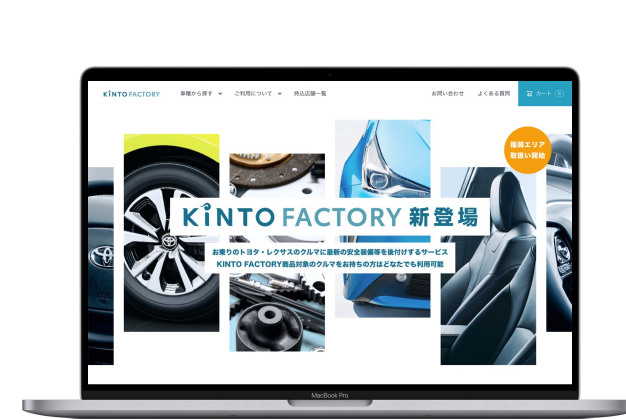 KINTO FACTORY 車種から探す ご利用について 持込店舗一覧 お問い合わせ よくある質問 カート 0
福岡エリア
取扱い開始
KINTO FACTORY 新登場
お乗りのトヨタ・レクサスのクルマに最新の安全装備等を後付けするサービス
KINTO FACTORY商品対象のクルマをお持ちの方はどなたでも利用可能
MacBook Pro